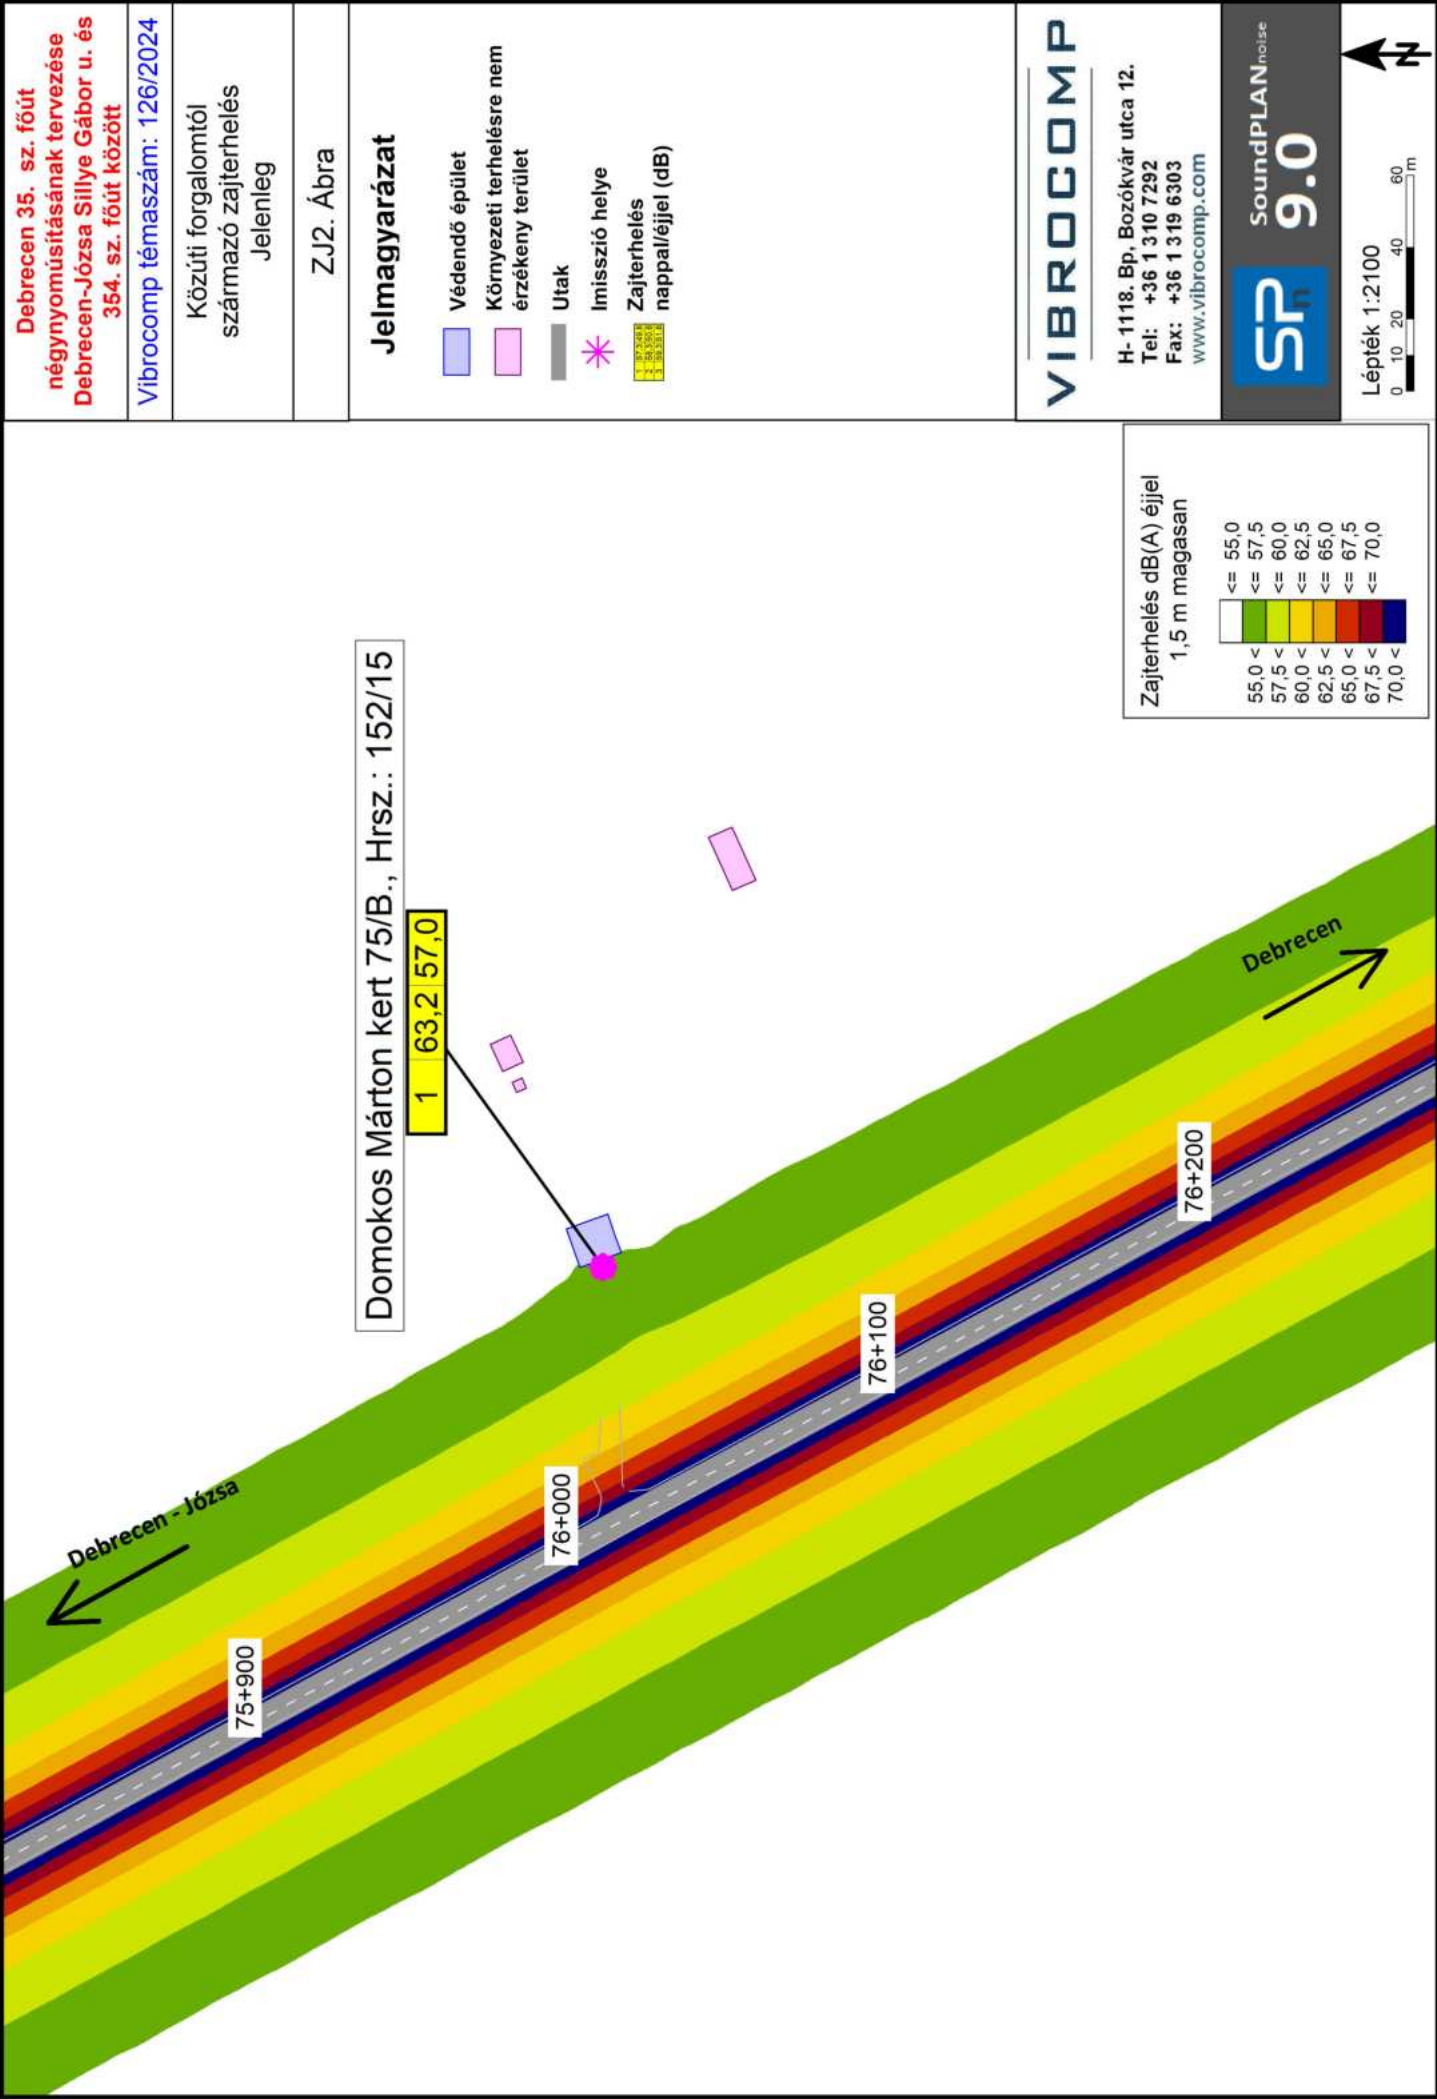 Debrecen 35. sz. főút
négynyomúsításának tervezése
Debrecen-Józsa Sillye Gábor u. és
354. sz. főút között
Vibrocomp témaszám: 126/2024
Közúti forgalomtól
származó zajterhelés
Jelenleg
ZJ2. Ábra
Jelmagyarázat
Védendő épület
Környezeti terhelésre nem
érzékeny terület
Utak
Imisszió helye
Zajterhelés
nappal/éjjel (dB)
VIBROCOMP
H- 1118. Bp, Bozókvár utca 12.
Tel: +36 1 310 7292
Fax: +36 1 319 6303
www.vibrocomp.com
SPn
SoundPLANnoise
9.0
Lépték 1:2100
0 10 20 40 60
m
N
Domokos Márton kert 75/B., Hrsz.: 152/15
1 63,2 57,0
Debrecen - Józsa
75+900
76+000
76+100
76+200
Debrecen
Zajterhelés dB(A) éjjel
1,5 m magasan
<= 55,0
55,0 < <= 57,5
57,5 < <= 60,0
60,0 < <= 62,5
62,5 < <= 65,0
65,0 < <= 67,5
67,5 < <= 70,0
70,0 <